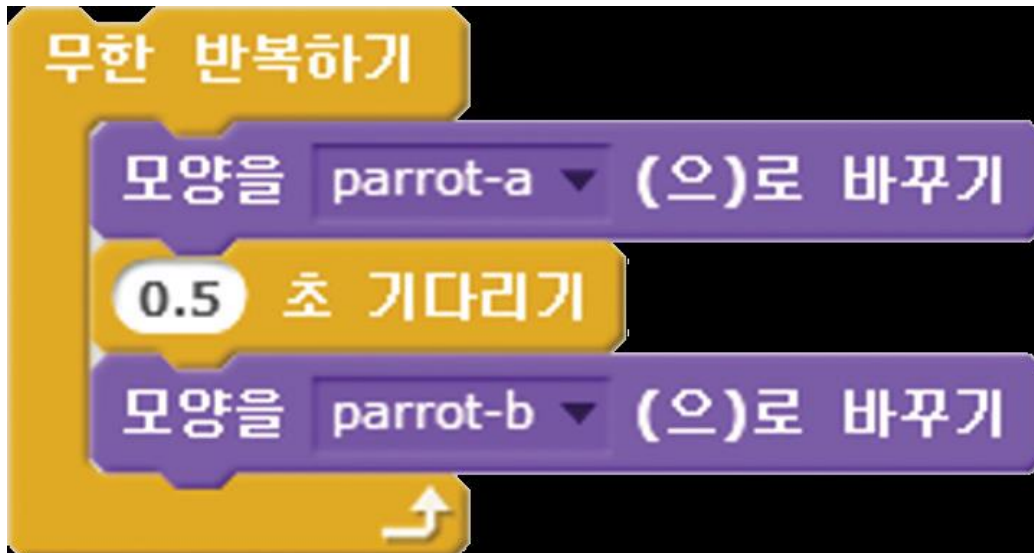 무한 반복하기
모양을 parrot-a (으)로 바꾸기
0.5 초 기다리기
모양을 parrot-b (으)로 바꾸기